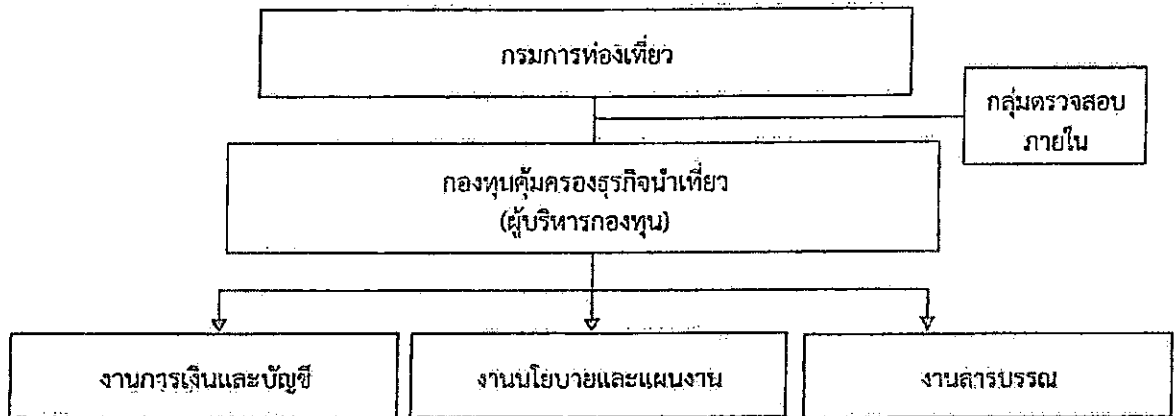 กรมการท่องเที่ยว
กลุ่มตรวจสอบ
ภายใน
กองทุนคุ้มครองธุรกิจนำเที่ยว
(ผู้บริหารกองทุน)
งานการเงินและบัญชี
งานนโยบายและแผนงาน
งานสารบรรณ